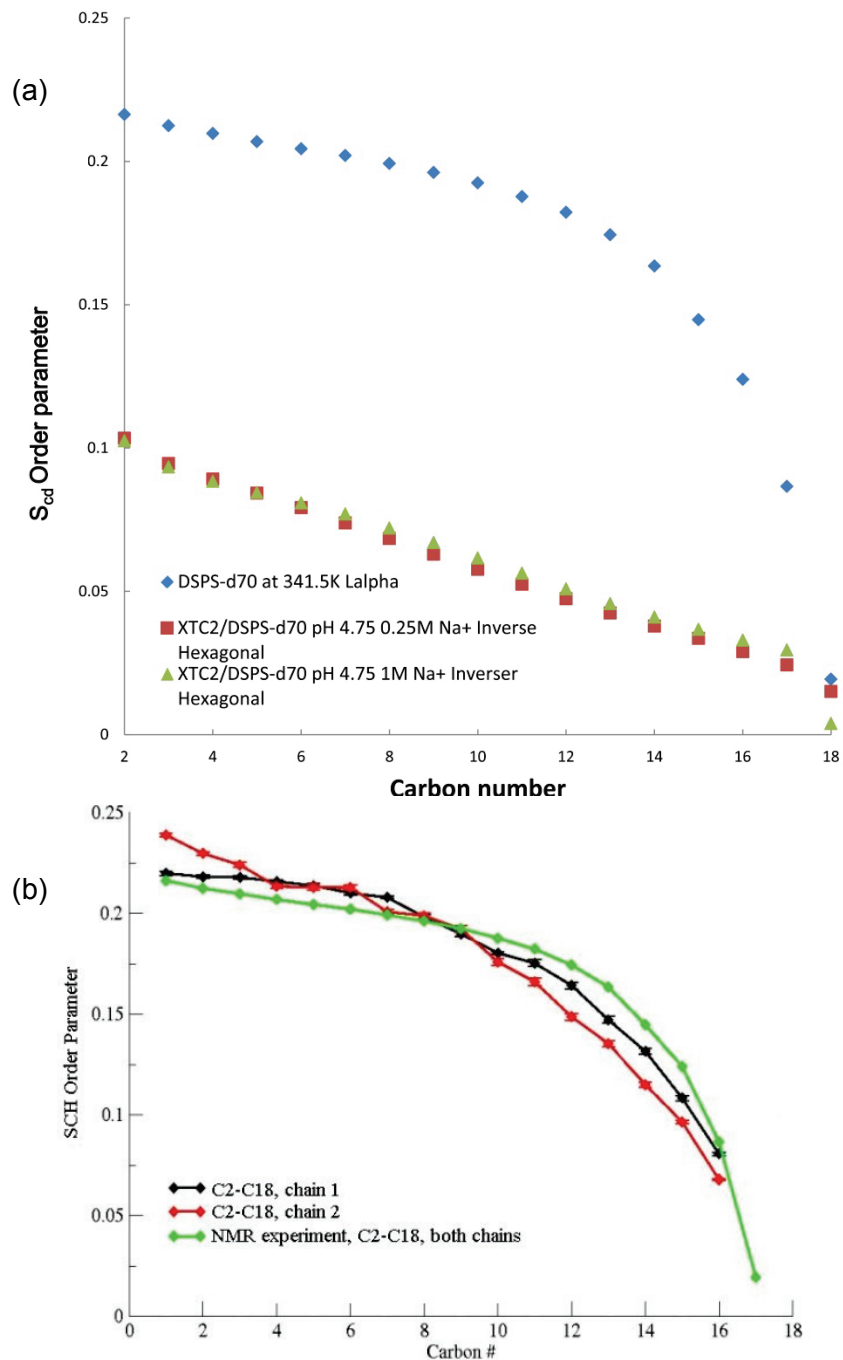 (a)
0.25
0.2
0.15
0.1
0.05
0
S_cd Order parameter
DSPS-d70 at 341.5K Lalpha
XTC2/DSPS-d70 pH 4.75 0.25M Na+ Inverse
Hexagonal
XTC2/DSPS-d70 pH 4.75 1M Na+ Inverser
Hexagonal
2 4 6 8 10 12 14 16 18
Carbon number
(b)
0.25
0.2
0.15
0.1
0.05
0
SCH Order Parameter
C2-C18, chain 1
C2-C18, chain 2
NMR experiment, C2-C18, both chains
0 2 4 6 8 10 12 14 16 18
Carbon #